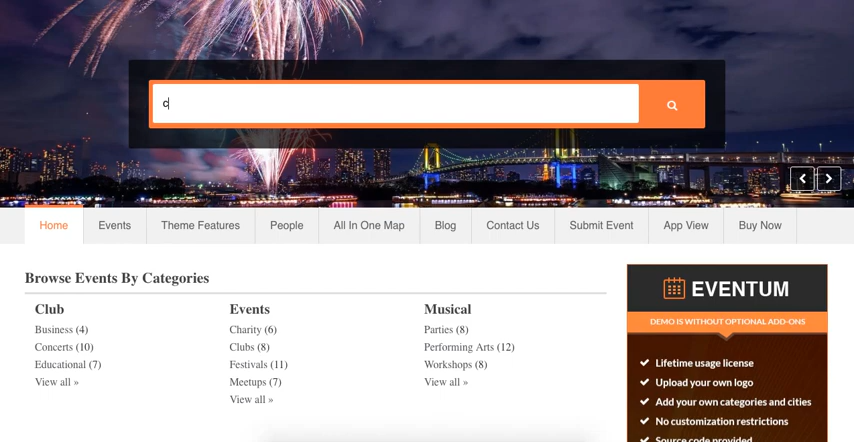 c
Home Events Theme Features People All In One Map Blog Contact Us Submit Event App View Buy Now
Browse Events By Categories
Club
Business (4)
Concerts (10)
Educational (7)
View all »
Events
Charity (6)
Clubs (8)
Festivals (11)
Meetups (7)
View all »
Musical
Parties (8)
Performing Arts (12)
Workshops (8)
View all »
EVENTUM
DEMO IS WITHOUT OPTIONAL ADD-ONS
Lifetime usage license
Upload your own logo
Add your own categories and cities
No customization restrictions
Source code provided